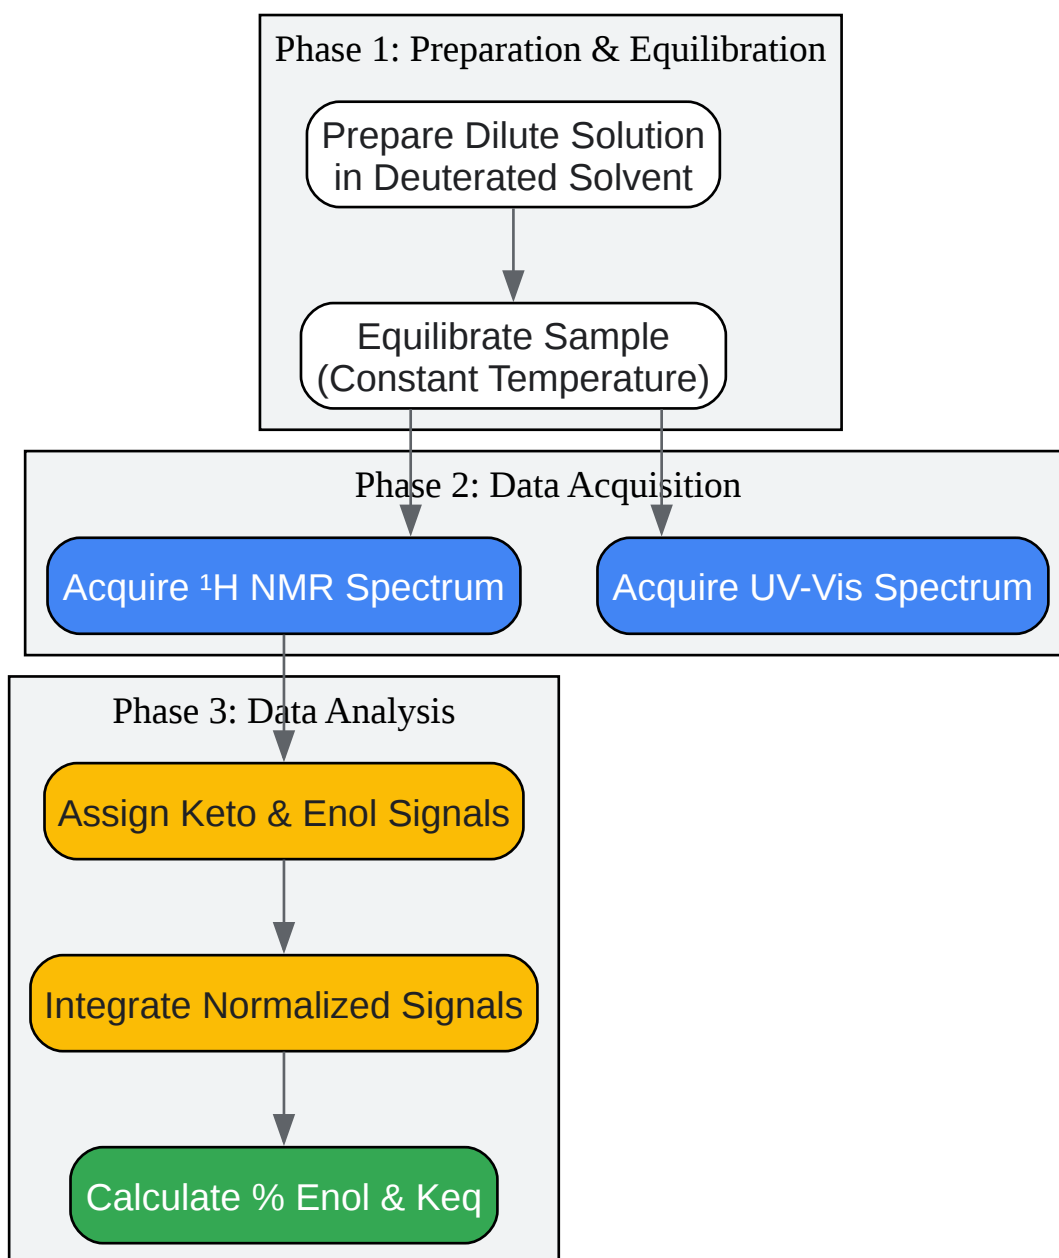 Phase 1: Preparation & Equilibration
Prepare Dilute Solution
in Deuterated Solvent
Equilibrate Sample
(Constant Temperature)
Phase 2: Data Acquisition
Acquire ¹H NMR Spectrum
Acquire UV-Vis Spectrum
Phase 3: Data Analysis
Assign Keto & Enol Signals
Integrate Normalized Signals
Calculate % Enol & Keq